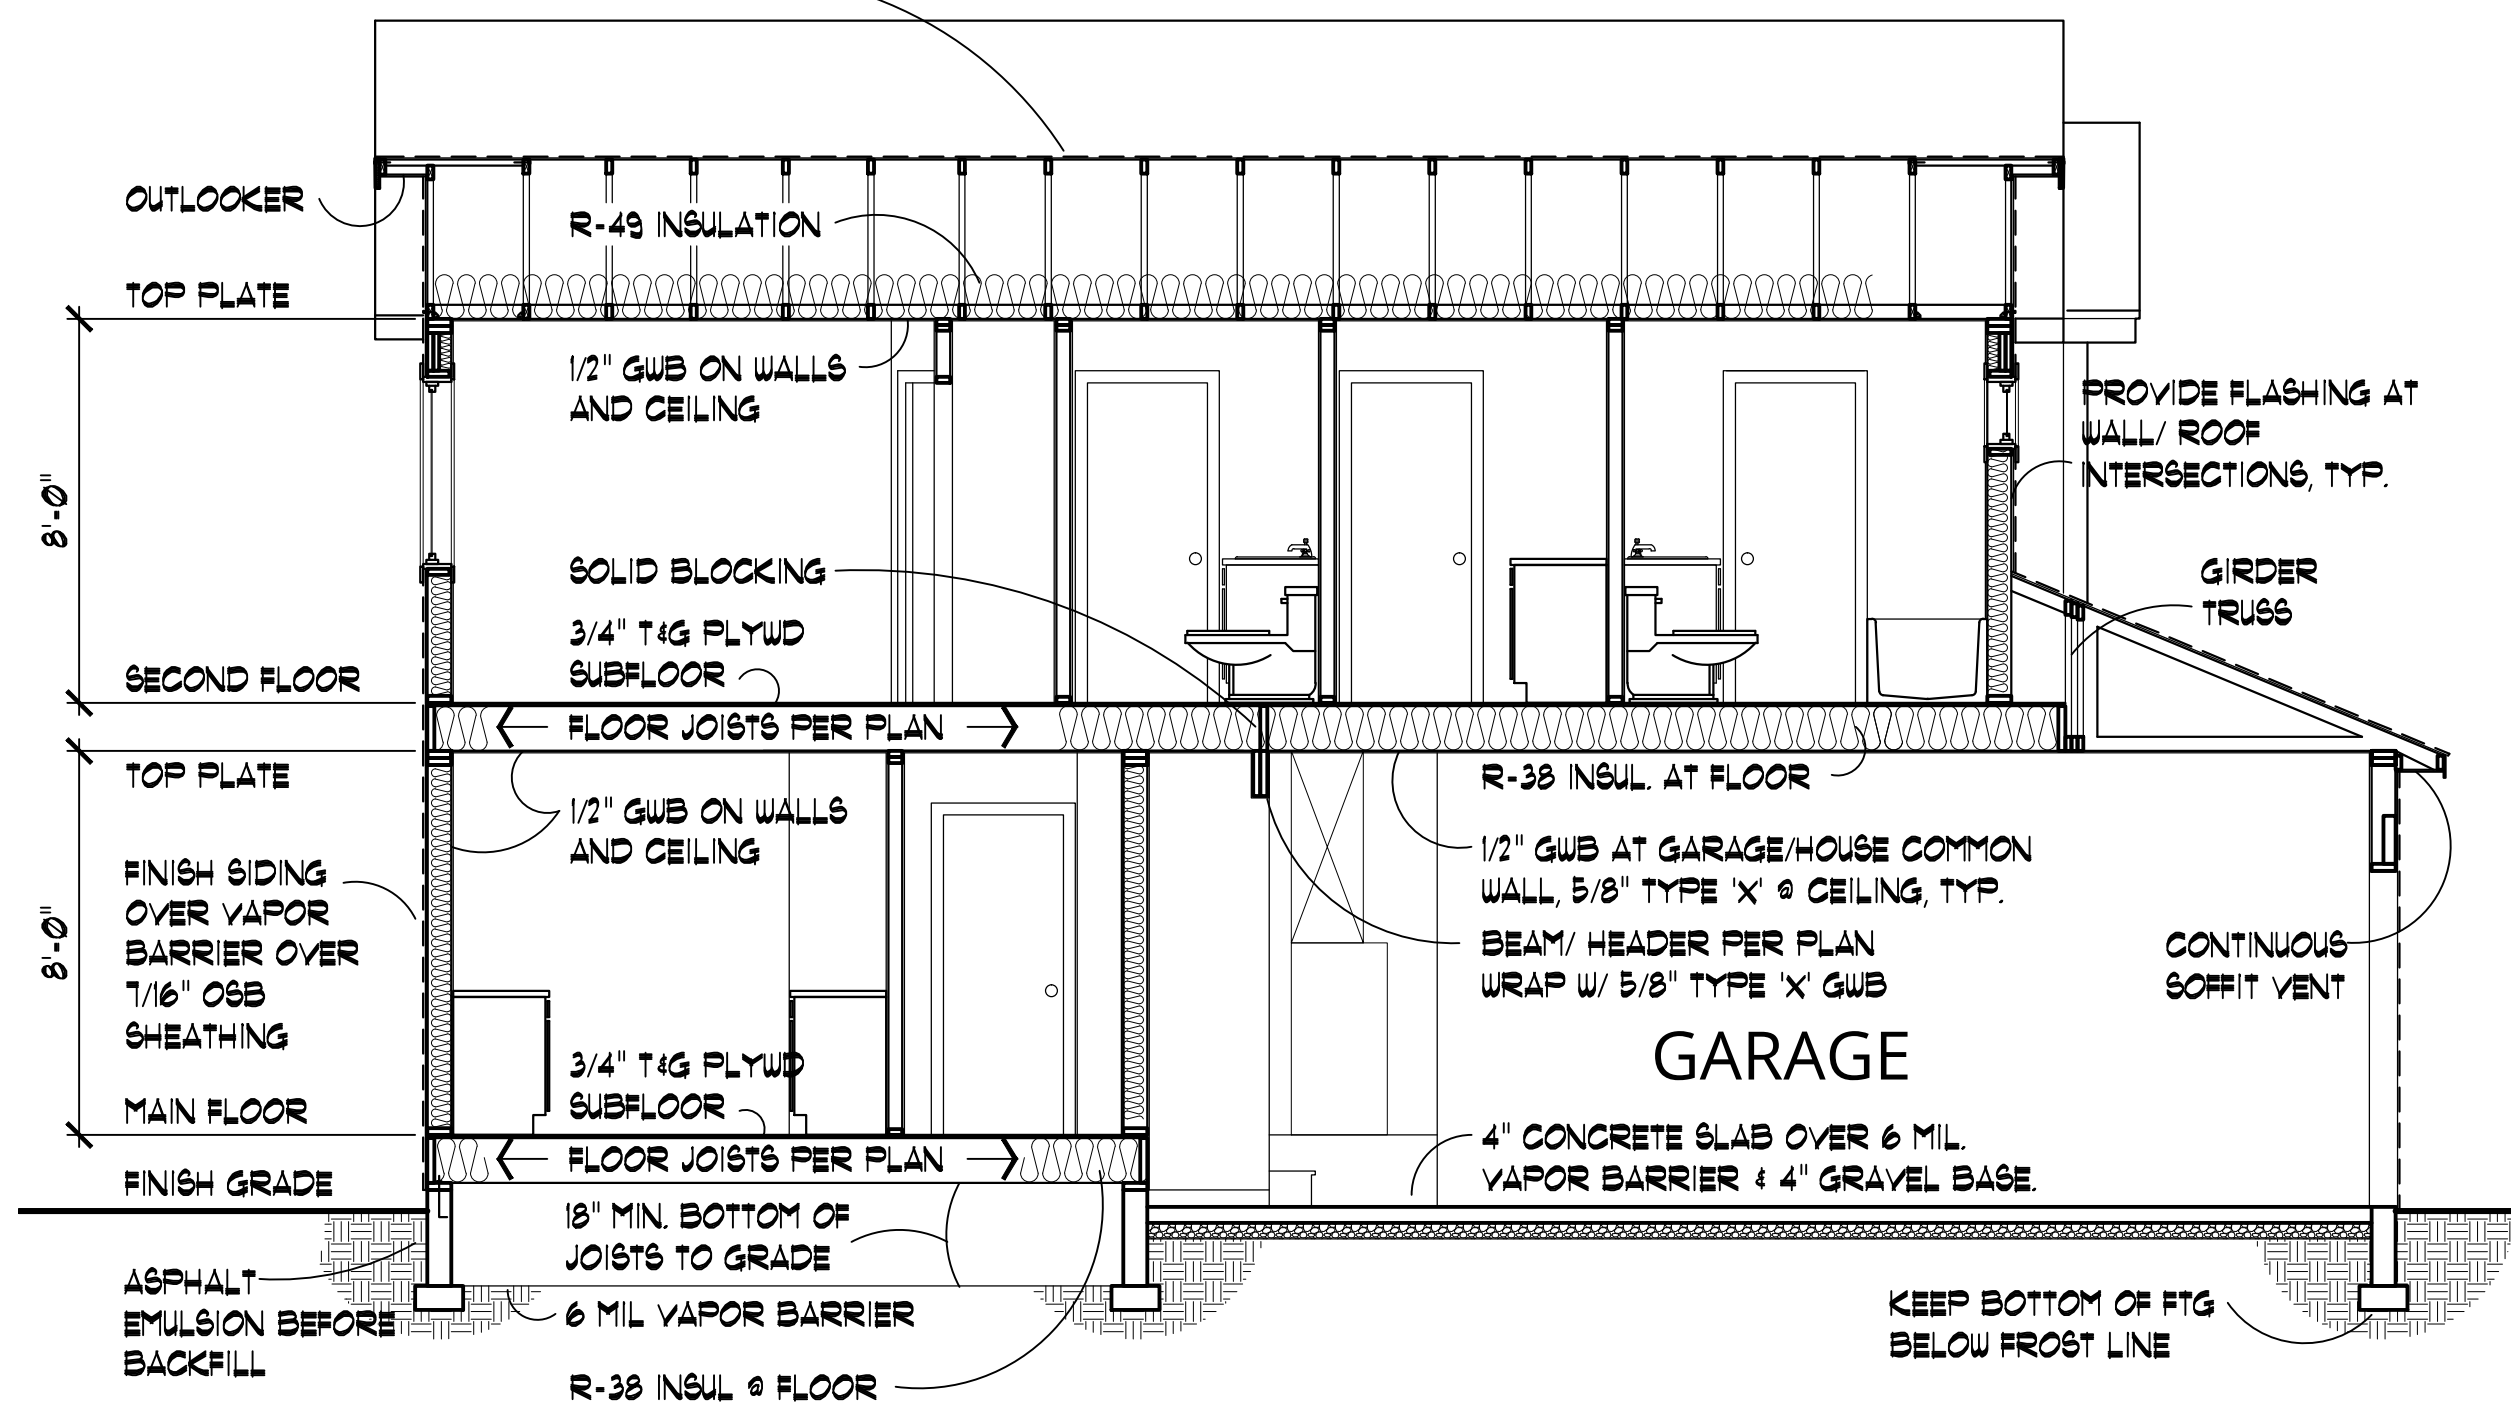 OUTLOOKER
R-49 INSULATION
TOP PLATE
1/2" GWB ON WALLS
AND CEILING
PROVIDE FLASHING AT
WALL/ ROOF
INTERSECTIONS, TYP.
8'-0"
SOLID BLOCKING
GIRDER
TRUSS
3/4" T&G PLYWD
SUBFLOOR
SECOND FLOOR
FLOOR JOISTS PER PLAN
TOP PLATE
R-38 INSUL. AT FLOOR
1/2" GWB ON WALLS
AND CEILING
1/2" GWB AT GARAGE/HOUSE COMMON
WALL, 5/8" TYPE 'X' @ CEILING, TYP.
8'-0"
FINISH SIDING
OVER VAPOR
BARRIER OVER
7/16" OSB
SHEATHING
BEAM/ HEADER PER PLAN
WRAP W/ 5/8" TYPE 'X' GWB
CONTINUOUS
SOFFIT VENT
GARAGE
3/4" T&G PLYWD
SUBFLOOR
MAIN FLOOR
4" CONCRETE SLAB OVER 6 MIL.
VAPOR BARRIER & 4" GRAVEL BASE.
FLOOR JOISTS PER PLAN
FINISH GRADE
18" MIN. BOTTOM OF
JOISTS TO GRADE
ASPHALT
EMULSION BEFORE
BACKFILL
6 MIL VAPOR BARRIER
KEEP BOTTOM OF FTG
BELOW FROST LINE
R-38 INSUL @ FLOOR